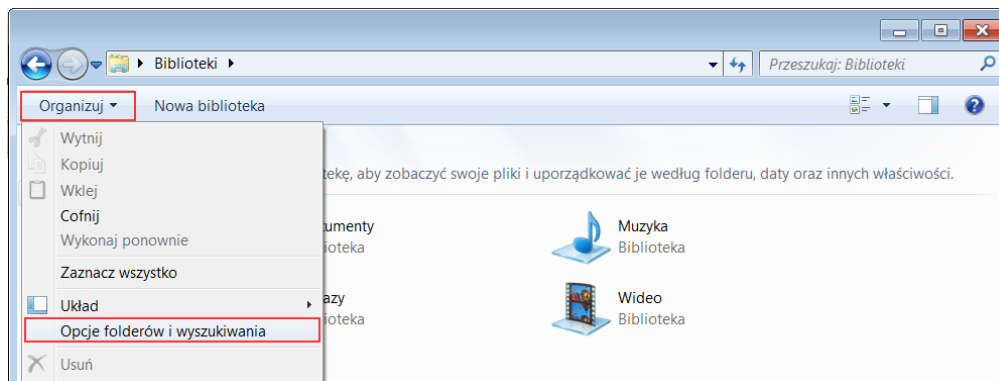 Biblioteki
Przeszukaj: Biblioteki
Organizuj
Nowa biblioteka
Wytnij
Kopiuj
Wklej
Cofnij
Wykonaj ponownie
Zaznacz wszystko
Układ
Opcje folderów i wyszukiwania
Usuń
tekę, aby zobaczyć swoje pliki i uporządkować je według folderu, daty oraz innych właściwości.
umenty
ioteka
Muzyka
Biblioteka
azy
ioteka
Wideo
Biblioteka